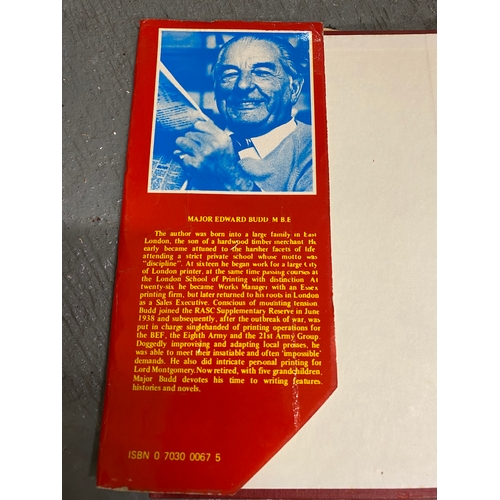 MAJOR EDWARD BUDD M B.E
The author was born into a large family in East
London, the son of a hardwood timber merchant He
early became attuned to the harsher facets of life
attending a strict private school whose motto was
"discipline". At sixteen he began work for a large City
of London printer, at the same time passing courses at
the London School of Printing with distinction. At
twenty-six he became Works Manager with an Essex
printing firm, but later returned to his roots in London
as a Sales Executive. Conscious of mounting tension
Budd joined the RASC Supplementary Reserve in June
1938 and subsequently, after the outbreak of war, was
put in charge singlehanded of printing operations for
the BEF, the Eighth Army and the 21st Army Group.
Doggedly improvising and adapting local presses, he
was able to meet their insatiable and often 'impossible'
demands. He also did intricate personal printing for
Lord Montgomery. Now retired, with five grandchildren,
Major Budd devotes his time to writing features,
histories and novels.
ISBN 0 7030 0067 5